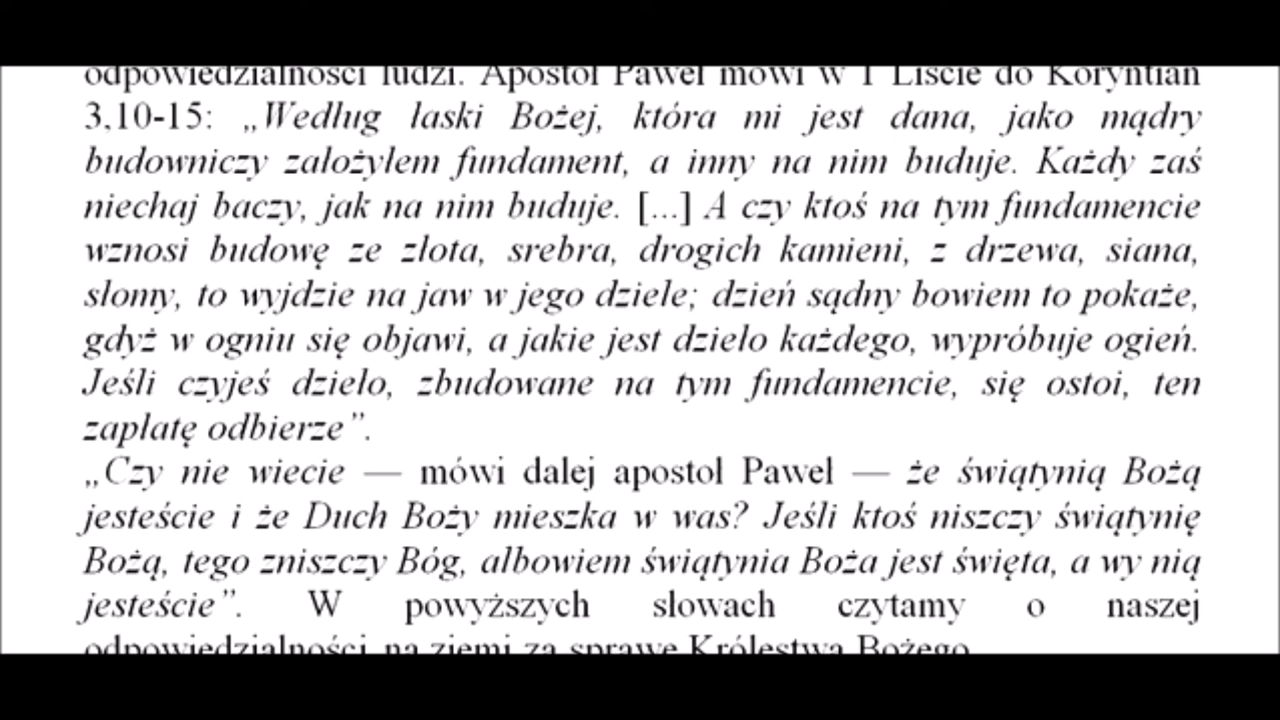 odpowiedzialności ludzi. Apostoł Paweł mówi w 1 Liście do Koryntian
3,10-15: „Według łaski Bożej, która mi jest dana, jako mądry
budowniczy założyłem fundament, a inny na nim buduje. Każdy zaś
niechaj baczy, jak na nim buduje. [...] A czy ktoś na tym fundamencie
wznosi budowę ze złota, srebra, drogich kamieni, z drzewa, siana,
słomy, to wyjdzie na jaw w jego dziele; dzień sądny bowiem to pokaże,
gdyż w ogniu się objawi, a jakie jest dzieło każdego, wypróbuje ogień.
Jeśli czyjeś dzieło, zbudowane na tym fundamencie, się ostoi, ten
zapłatę odbierze”.
„Czy nie wiecie — mówi dalej apostoł Paweł — że świątynią Bożą
jesteście i że Duch Boży mieszka w was? Jeśli ktoś niszczy świątynię
Bożą, tego zniszczy Bóg, albowiem świątynia Boża jest święta, a wy nią
jesteście”. W powyższych słowach czytamy o naszej
odpowiedzialności na ziemi za sprawę Królestwa Bożego.